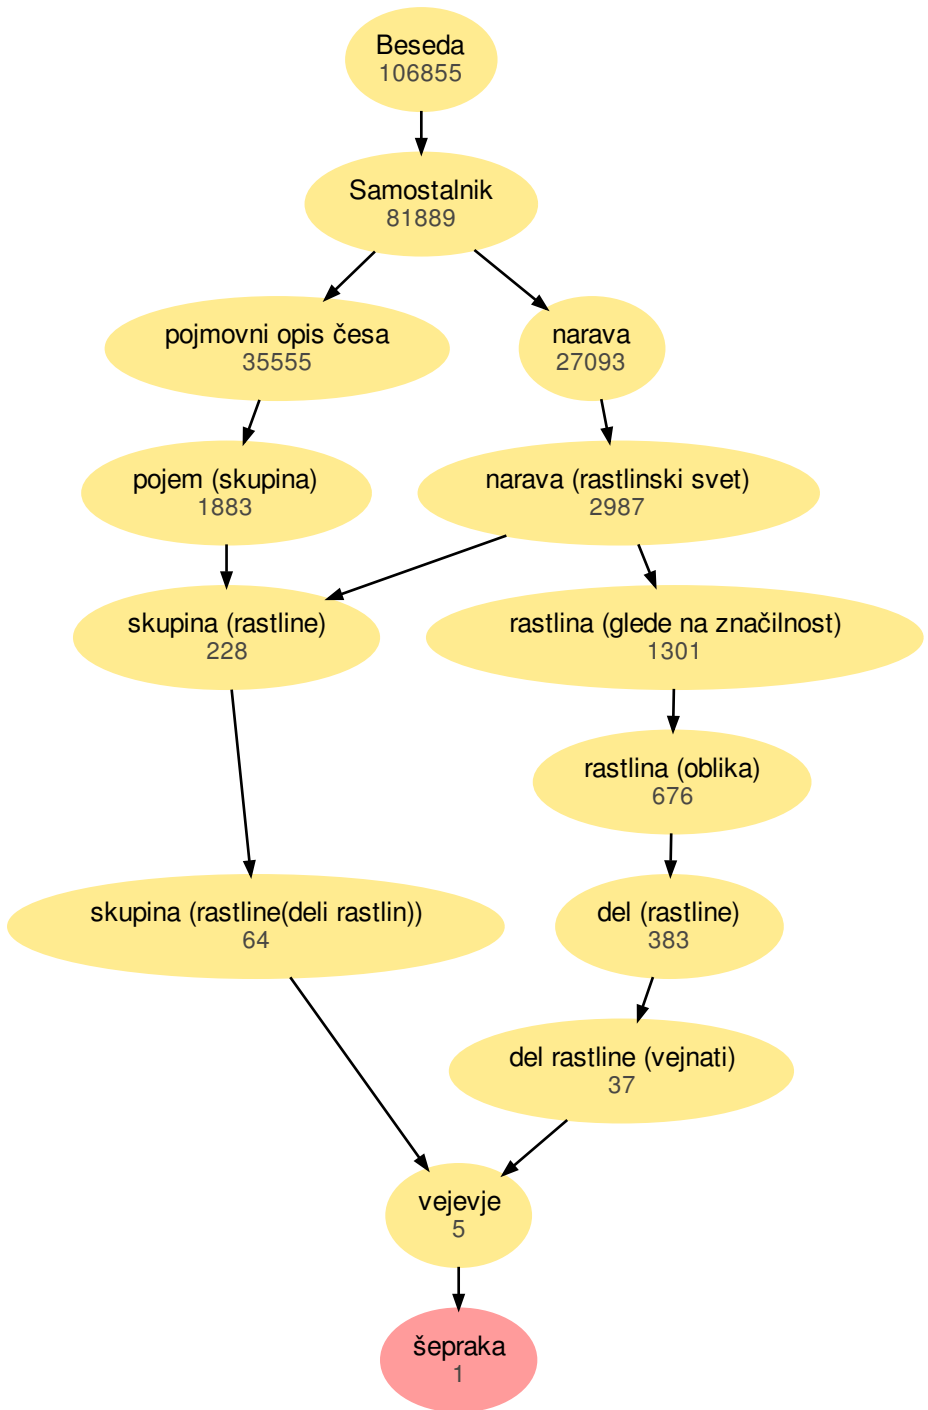 Beseda
106855
Samostalnik
81889
pojmovni opis česa
35555
narava
27093
pojem (skupina)
1883
narava (rastlinski svet)
2987
skupina (rastline)
228
rastlina (glede na značilnost)
1301
rastlina (oblika)
676
skupina (rastline(deli rastlin))
64
del (rastline)
383
del rastline (vejnati)
37
vejevje
5
šepraka
1